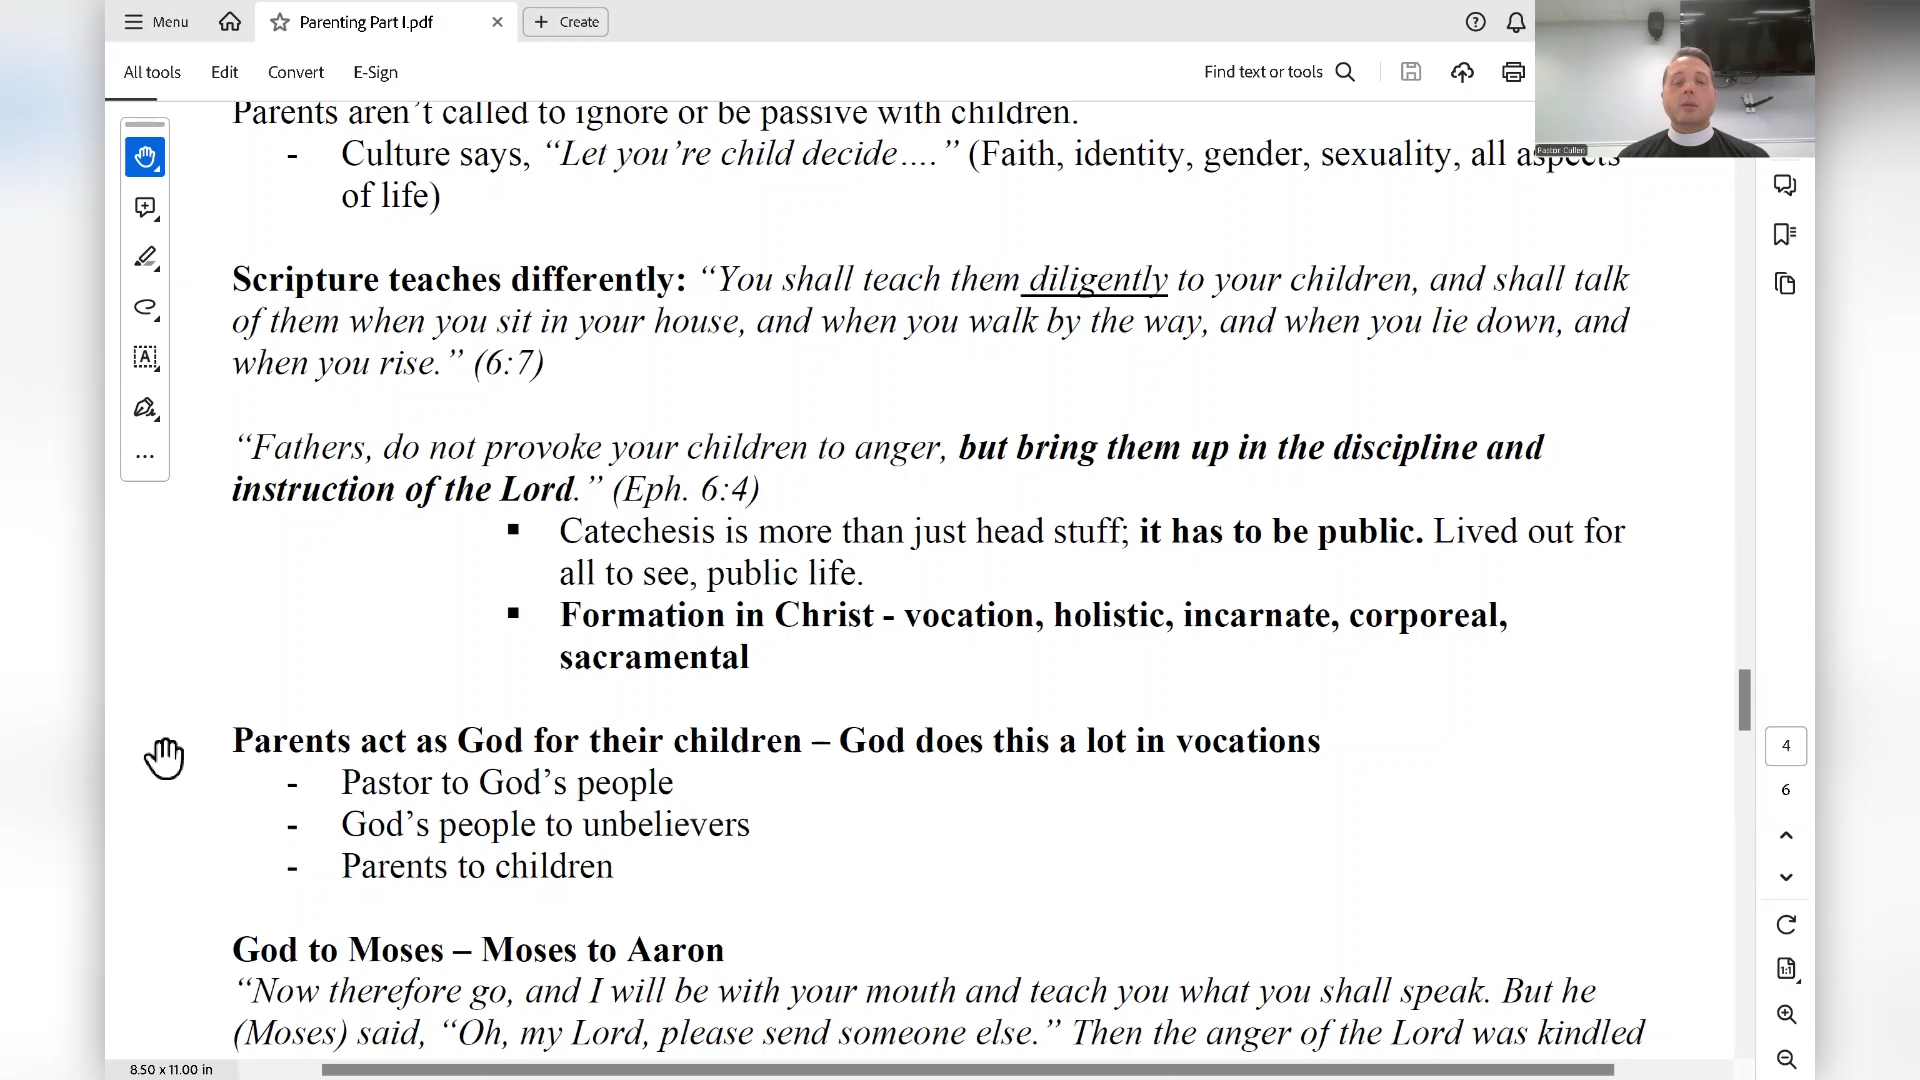 Menu
Parenting Part I.pdf
Create
All tools
Edit
Convert
E-Sign
Find text or tools
Pastor Cullen
Parents aren't called to ignore or be passive with children.
- Culture says, “Let you're child decide….” (Faith, identity, gender, sexuality, all aspects
of life)
Scripture teaches differently: “You shall teach them diligently to your children, and shall talk
of them when you sit in your house, and when you walk by the way, and when you lie down, and
when you rise.” (6:7)
“Fathers, do not provoke your children to anger, but bring them up in the discipline and
instruction of the Lord.” (Eph. 6:4)
▪ Catechesis is more than just head stuff; it has to be public. Lived out for
all to see, public life.
▪ Formation in Christ - vocation, holistic, incarnate, corporeal,
sacramental
Parents act as God for their children – God does this a lot in vocations
- Pastor to God’s people
- God’s people to unbelievers
- Parents to children
God to Moses – Moses to Aaron
“Now therefore go, and I will be with your mouth and teach you what you shall speak. But he
(Moses) said, “Oh, my Lord, please send someone else.” Then the anger of the Lord was kindled
4
6
1:1
8.50 x 11.00 in